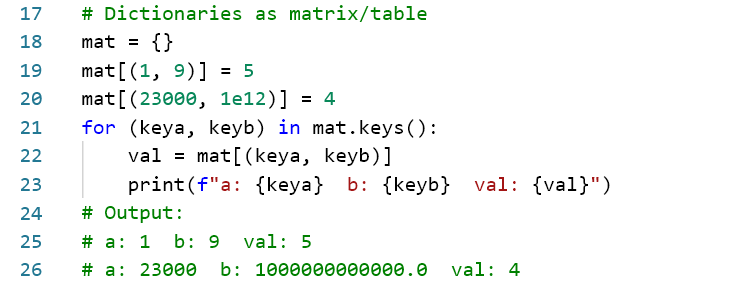 17 # Dictionaries as matrix/table
18 mat = {}
19 mat[(1, 9)] = 5
20 mat[(23000, 1e12)] = 4
21 for (keya, keyb) in mat.keys():
22     val = mat[(keya, keyb)]
23     print(f"a: {keya}  b: {keyb}  val: {val}")
24 # Output:
25 # a: 1  b: 9  val: 5
26 # a: 23000  b: 1000000000000.0  val: 4